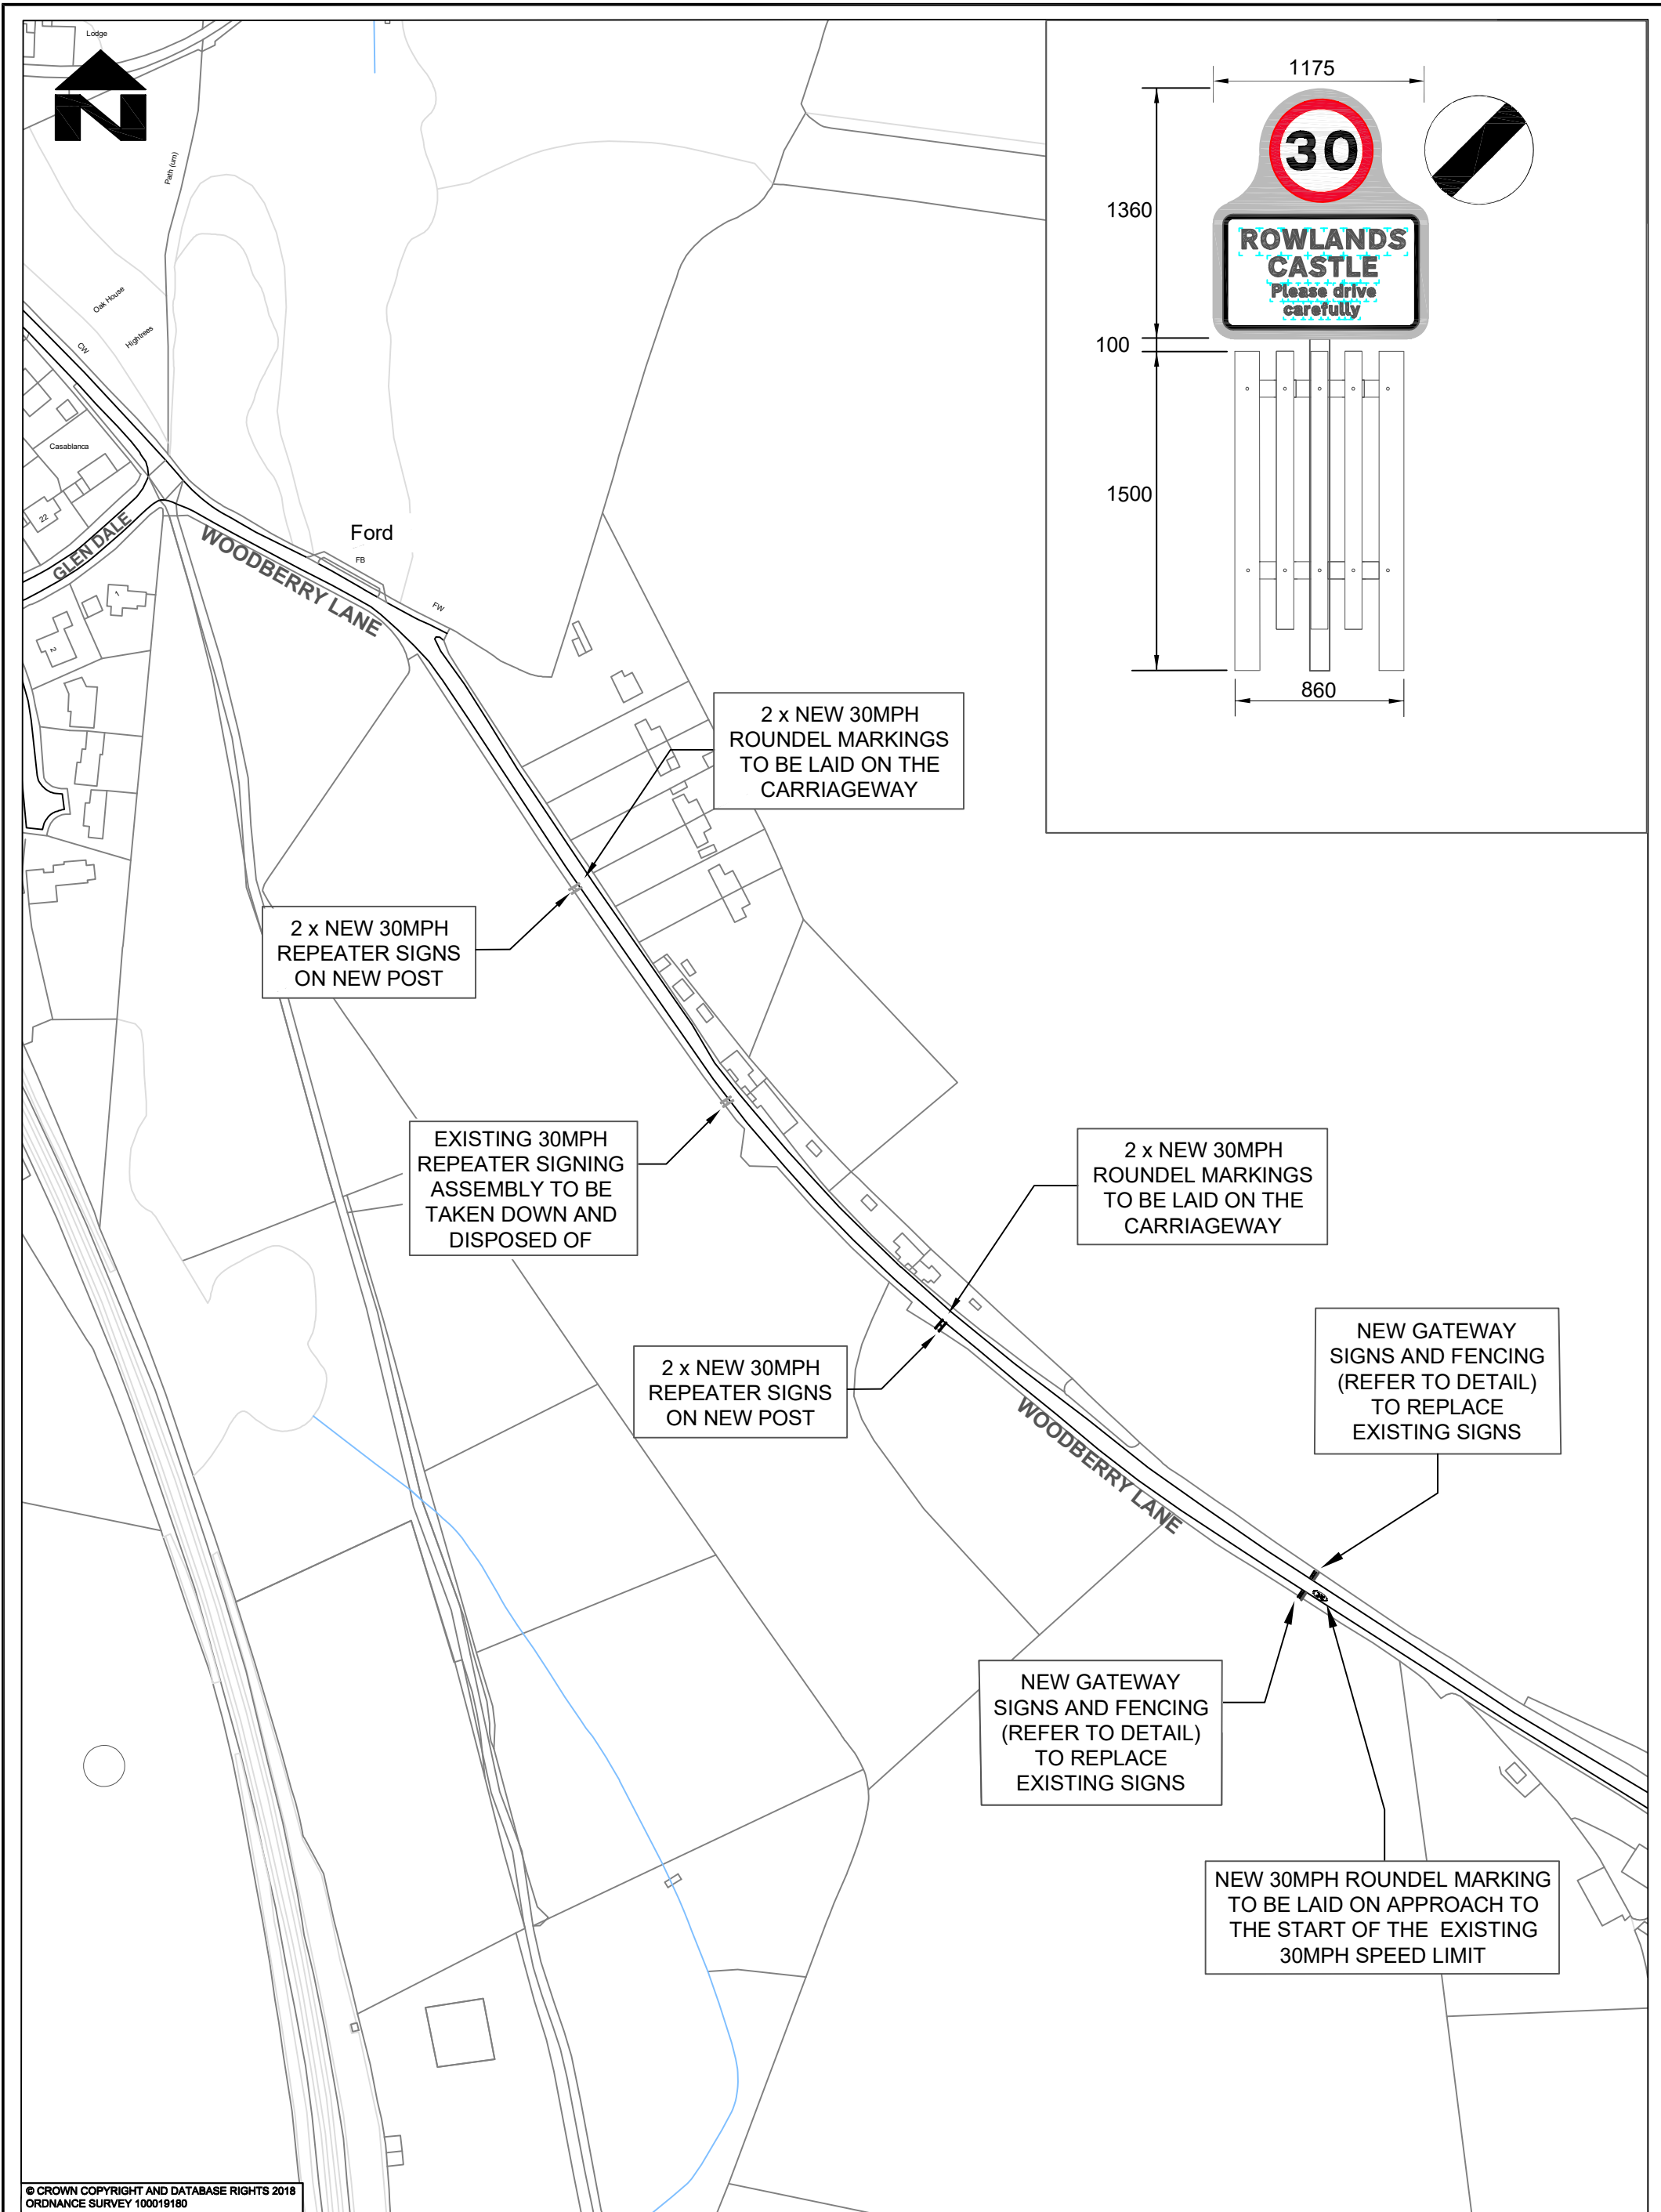 Lodge
N
Path (um)
Oak House
Hightrees
CW
Casablanca
22
GLEN DALE
WOODBERRY LANE
Ford
FB
FW
1
2
1175
1360
100
1500
860
30
ROWLANDS
CASTLE
Please drive
carefully
2 x NEW 30MPH
ROUNDEL MARKINGS
TO BE LAID ON THE
CARRIAGEWAY
2 x NEW 30MPH
REPEATER SIGNS
ON NEW POST
EXISTING 30MPH
REPEATER SIGNING
ASSEMBLY TO BE
TAKEN DOWN AND
DISPOSED OF
2 x NEW 30MPH
ROUNDEL MARKINGS
TO BE LAID ON THE
CARRIAGEWAY
2 x NEW 30MPH
REPEATER SIGNS
ON NEW POST
NEW GATEWAY
SIGNS AND FENCING
(REFER TO DETAIL)
TO REPLACE
EXISTING SIGNS
WOODBERRY LANE
NEW GATEWAY
SIGNS AND FENCING
(REFER TO DETAIL)
TO REPLACE
EXISTING SIGNS
NEW 30MPH ROUNDEL MARKING
TO BE LAID ON APPROACH TO
THE START OF THE EXISTING
30MPH SPEED LIMIT
© CROWN COPYRIGHT AND DATABASE RIGHTS 2018
ORDNANCE SURVEY 100019180